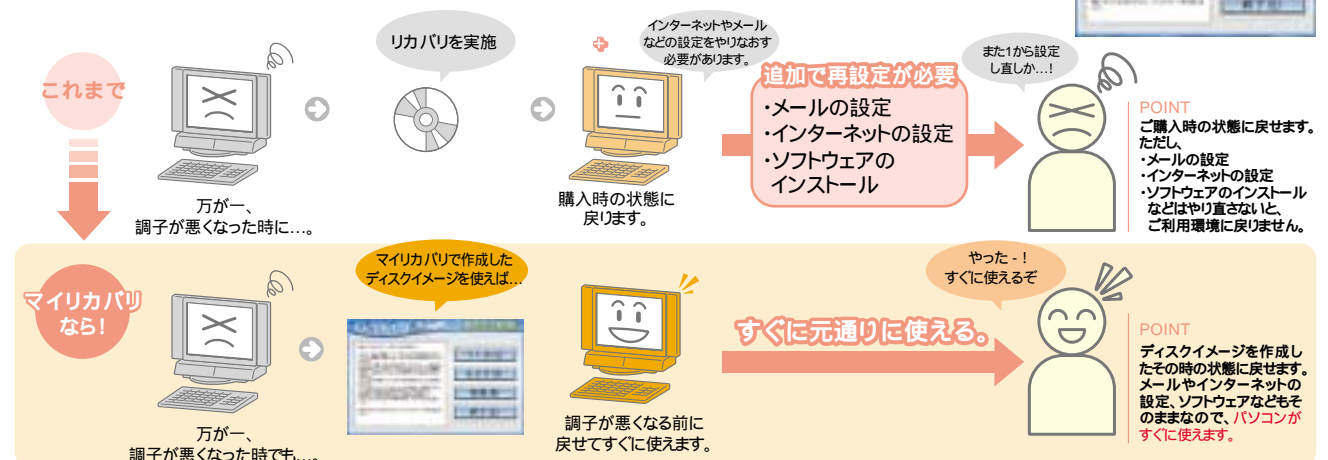 これまで
万が一、
調子が悪くなった時に…。
リカバリを実施
インターネットやメール
などの設定をやりなおす
必要があります。
購入時の状態に
戻ります。
追加で再設定が必要
・メールの設定
・インターネットの設定
・ソフトウェアの
インストール
また1から設定
し直しか…!
POINT
ご購入時の状態に戻せます。
ただし、
・メールの設定
・インターネットの設定
・ソフトウェアのインストール
などはやり直さないと、
ご利用環境に戻りません。
マイリカバリ
なら!
万が一、
調子が悪くなった時でも…。
マイリカバリで作成した
ディスクイメージを使えば…
調子が悪くなる前に
戻せてすぐに使えます。
すぐに元通りに使える。
やった - !
すぐに使えるぞ
POINT
ディスクイメージを作成し
たその時の状態に戻せます。
メールやインターネットの
設定、ソフトウェアなどもそ
のままなので、パソコンが
すぐに使えます。